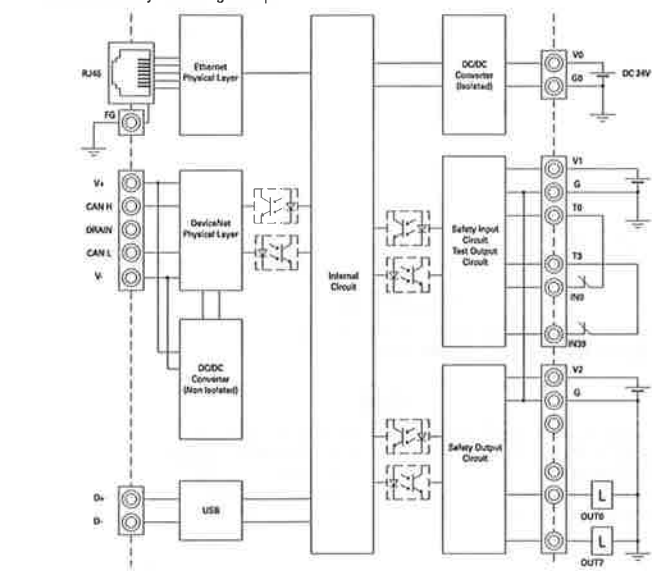 RJ45
Ethernet
Physical Layer
FG
V+
CAN H
DRAIN
CAN L
V-
DeviceNet
Physical Layer
DC/DC
Converter
(Non Isolated)
D+
D-
USB
Internal
Circuit
DC/DC
Converter
(Isolated)
V0
G0
DC 24V
Safety Input
Circuit
Test Output
Circuit
V1
G
T0
T3
IN0
IN39
Safety Output
Circuit
V2
G
L
OUT0
L
OUT7